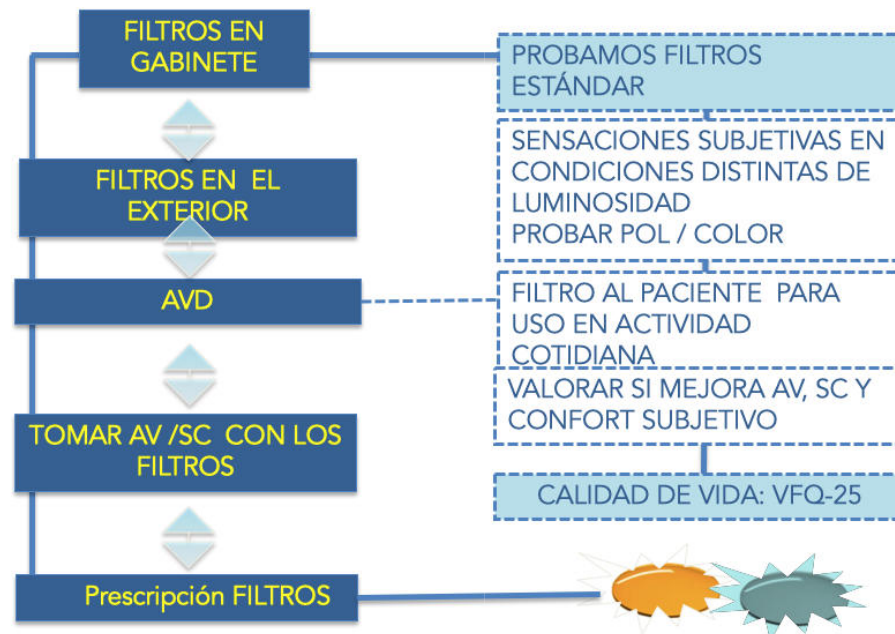 FILTROS EN
GABINETE
PROBAMOS FILTROS
ESTÁNDAR
SENSACIONES SUBJETIVAS EN
CONDICIONES DISTINTAS DE
LUMINOSIDAD
PROBAR POL / COLOR
FILTROS EN EL
EXTERIOR
AVD
FILTRO AL PACIENTE PARA
USO EN ACTIVIDAD
COTIDIANA
VALORAR SI MEJORA AV, SC Y
CONFORT SUBJETIVO
TOMAR AV /SC CON LOS
FILTROS
CALIDAD DE VIDA: VFQ-25
Prescripción FILTROS